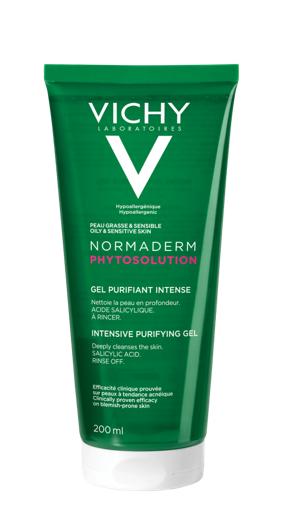 VICHY
LABORATOIRES
V
Hypoallergénique
Hypoallergenic
PEAU GRASSE & SENSIBLE
OILY & SENSITIVE SKIN
NORMADERM
PHYTOSOLUTION
GEL PURIFIANT INTENSE
Nettoie la peau en profondeur.
ACIDE SALICYLIQUE.
À RINCER.
INTENSIVE PURIFYING GEL
Deeply cleanses the skin.
SALICYLIC ACID.
RINSE OFF.
Efficacité clinique prouvée
sur peaux à tendance acnéique
Clinically proven efficacy
on blemish-prone skin
200 ml